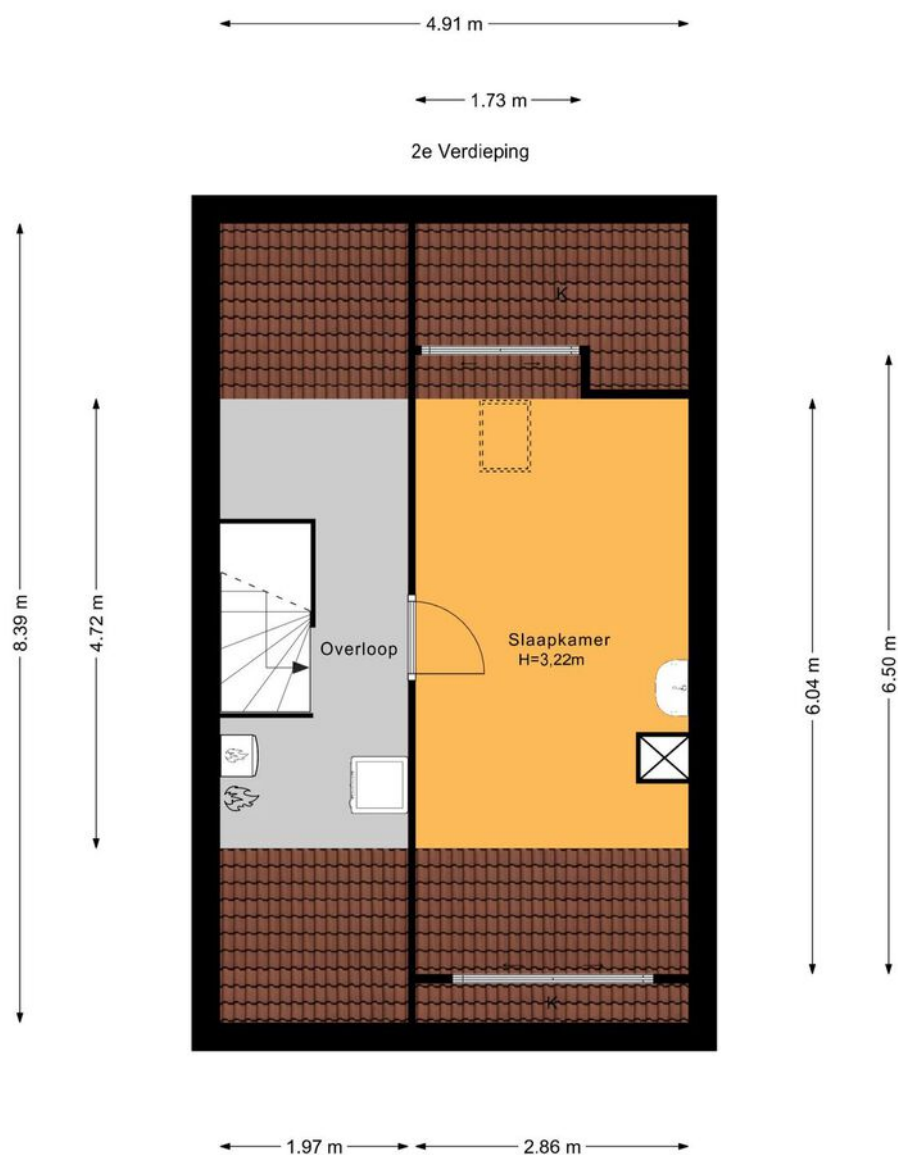 4.91 m
1.73 m
2e Verdieping
K
8.39 m
4.72 m
Overloop
Slaapkamer
H=3,22m
6.04 m
6.50 m
K
1.97 m
2.86 m